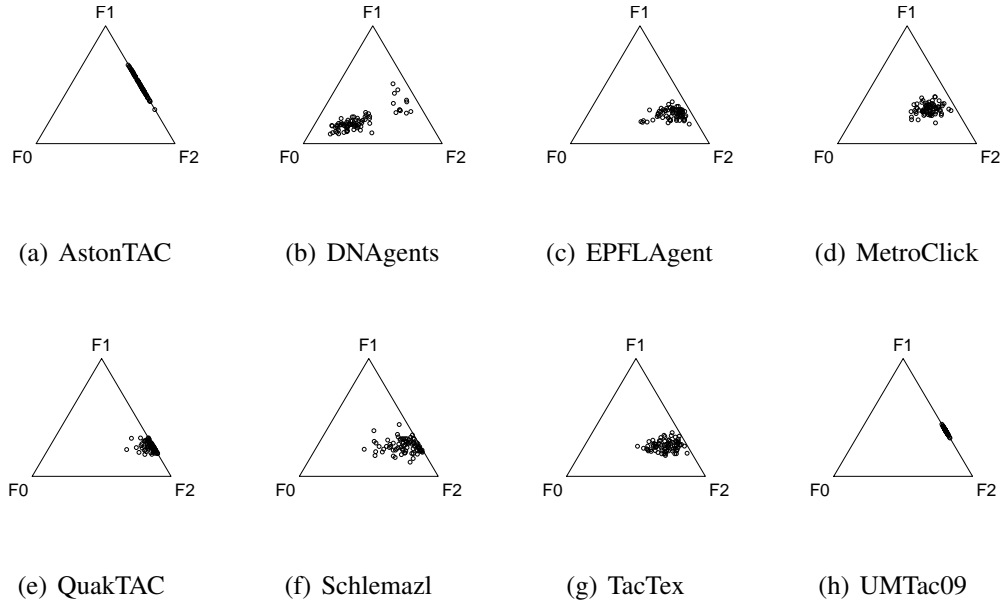 F1 F1 F1 F1
F0 F2 F0 F2 F0 F2 F0 F2
(a) AstonTAC (b) DNAgents (c) EPFLAgent (d) MetroClick
F1 F1 F1 F1
F0 F2 F0 F2 F0 F2 F0 F2
(e) QuakTAC (f) Schlemazl (g) TacTex (h) UMTac09